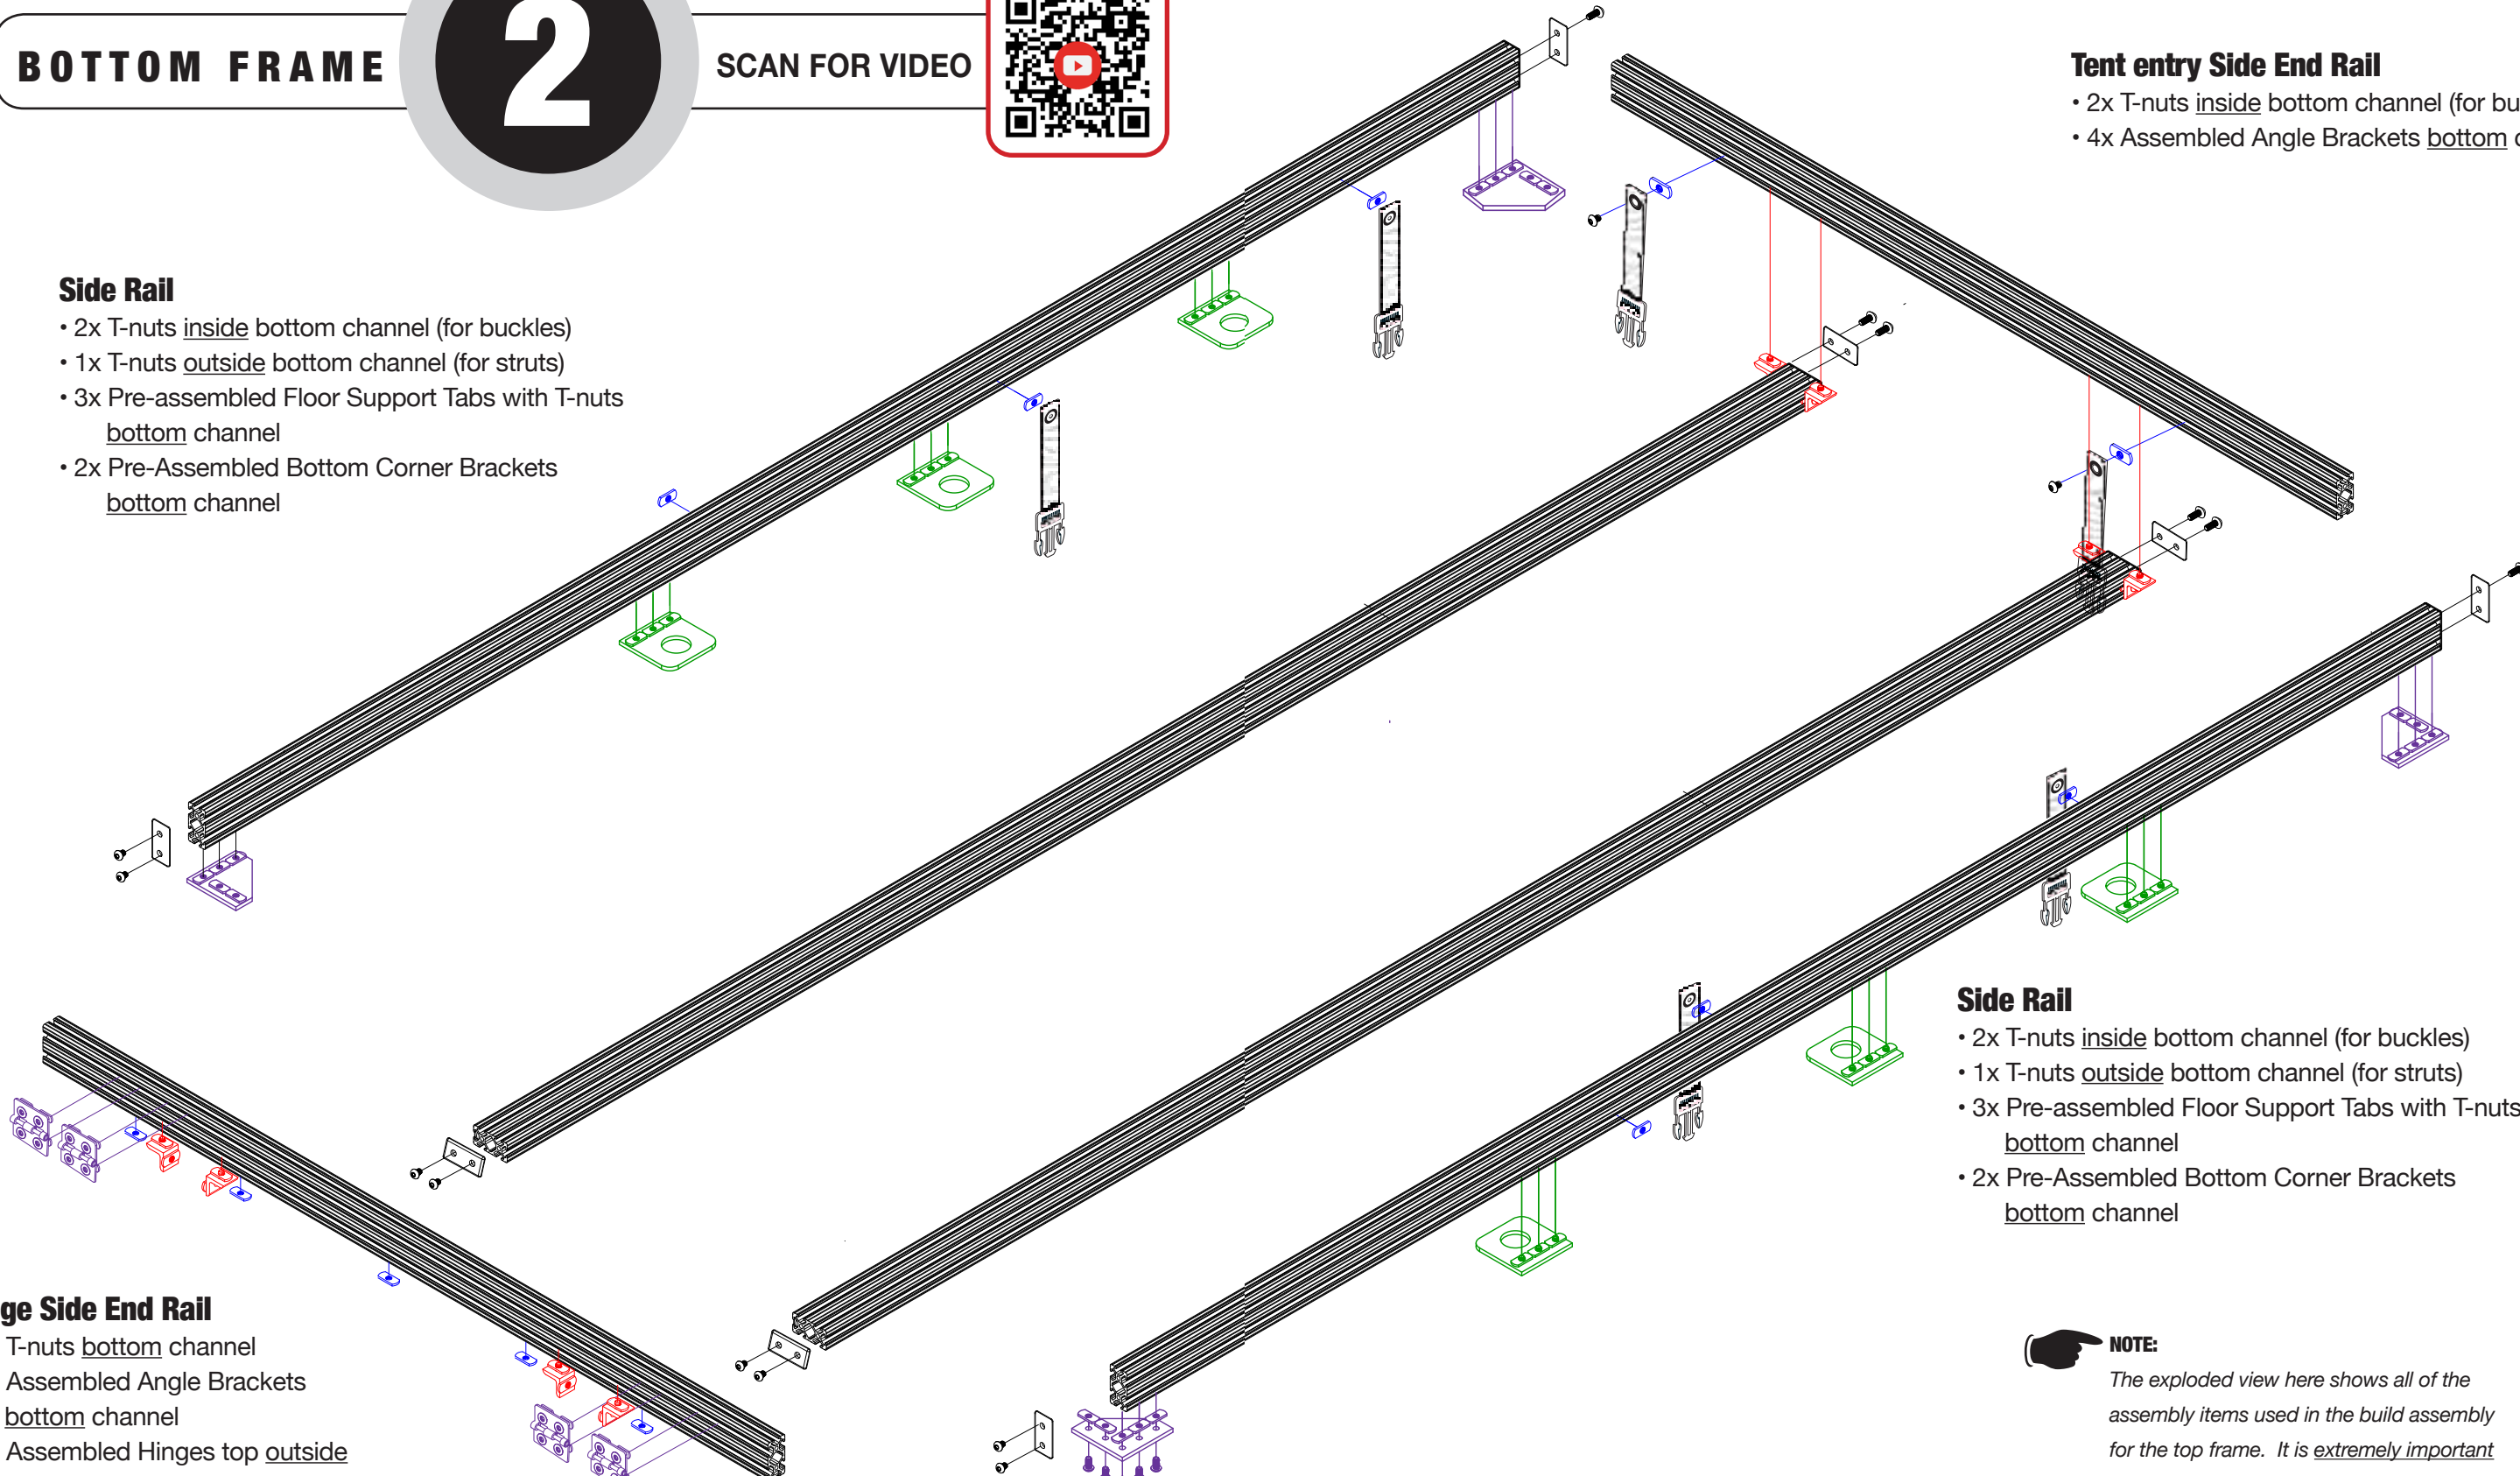 BOTTOM FRAME
2
SCAN FOR VIDEO
Tent entry Side End Rail
• 2x T-nuts inside bottom channel (for bu
• 4x Assembled Angle Brackets bottom
Side Rail
• 2x T-nuts inside bottom channel (for buckles)
• 1x T-nuts outside bottom channel (for struts)
• 3x Pre-assembled Floor Support Tabs with T-nuts
bottom channel
• 2x Pre-Assembled Bottom Corner Brackets
bottom channel
Side Rail
• 2x T-nuts inside bottom channel (for buckles)
• 1x T-nuts outside bottom channel (for struts)
• 3x Pre-assembled Floor Support Tabs with T-nuts
bottom channel
• 2x Pre-Assembled Bottom Corner Brackets
bottom channel
ge Side End Rail
T-nuts bottom channel
Assembled Angle Brackets
bottom channel
Assembled Hinges top outside
NOTE:
The exploded view here shows all of the
assembly items used in the build assembly
for the top frame. It is extremely important